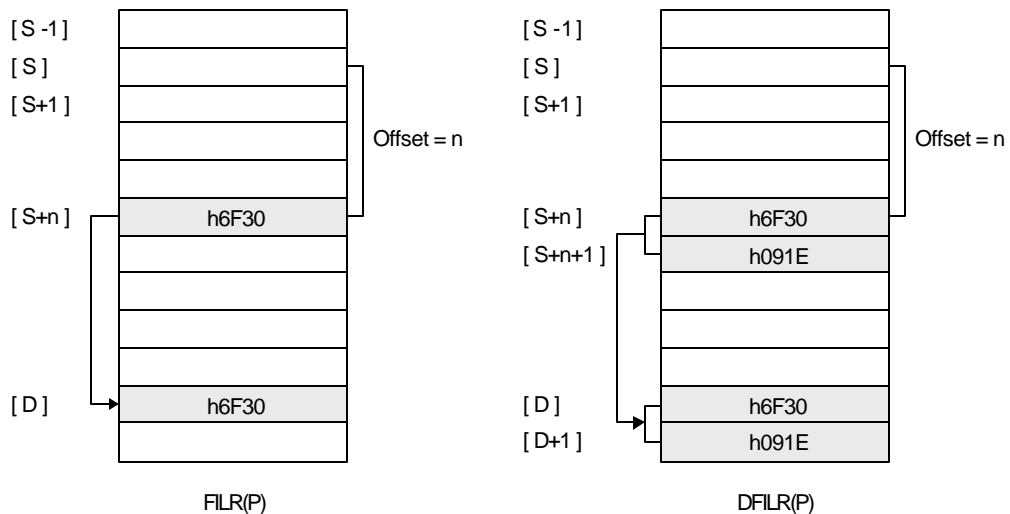 [ S -1]
[ S ]
[ S+1 ]
Offset = n
[ S+n ]
h6F30
[ D ]
h6F30
FILR(P)
[ S -1]
[ S ]
[ S+1 ]
Offset = n
[ S+n ]
h6F30
[ S+n+1 ]
h091E
[ D ]
h6F30
[ D+1 ]
h091E
DFILR(P)